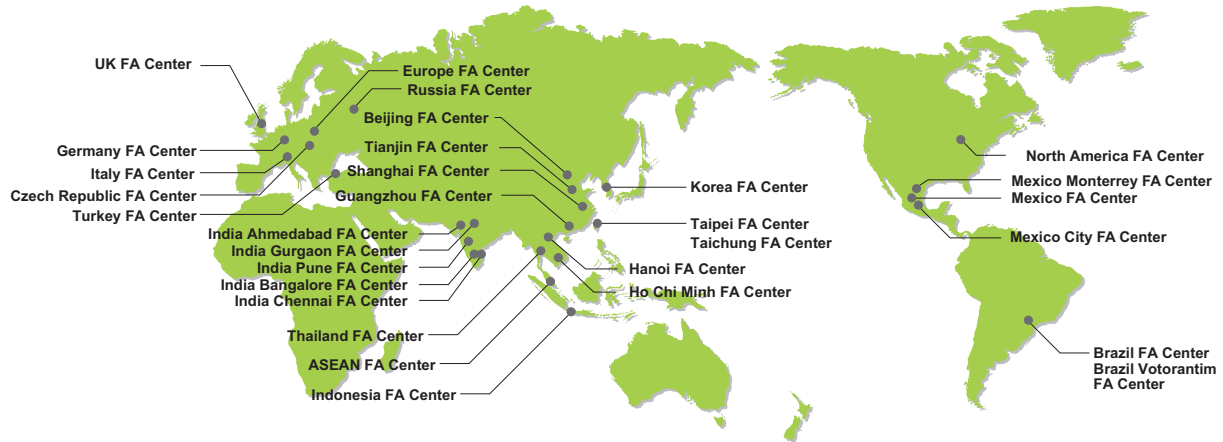 UK FA Center
Europe FA Center
Russia FA Center
Beijing FA Center
Germany FA Center
Tianjin FA Center
Italy FA Center
Shanghai FA Center
Czech Republic FA Center
Guangzhou FA Center
Turkey FA Center
India Ahmedabad FA Center
India Gurgaon FA Center
India Pune FA Center
India Bangalore FA Center
India Chennai FA Center
Thailand FA Center
ASEAN FA Center
Indonesia FA Center
Korea FA Center
Taipei FA Center
Taichung FA Center
Hanoi FA Center
Ho Chi Minh FA Center
North America FA Center
Mexico Monterrey FA Center
Mexico FA Center
Mexico City FA Center
Brazil FA Center
Brazil Votorantim
FA Center